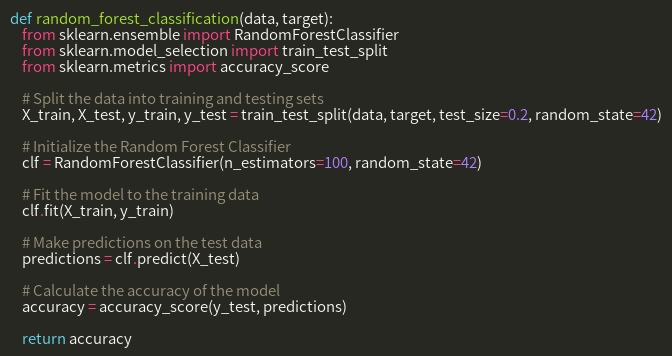 def random_forest_classification(data, target):
    from sklearn.ensemble import RandomForestClassifier
    from sklearn.model_selection import train_test_split
    from sklearn.metrics import accuracy_score

    # Split the data into training and testing sets
    X_train, X_test, y_train, y_test = train_test_split(data, target, test_size=0.2, random_state=42)

    # Initialize the Random Forest Classifier
    clf = RandomForestClassifier(n_estimators=100, random_state=42)

    # Fit the model to the training data
    clf.fit(X_train, y_train)

    # Make predictions on the test data
    predictions = clf.predict(X_test)

    # Calculate the accuracy of the model
    accuracy = accuracy_score(y_test, predictions)

    return accuracy